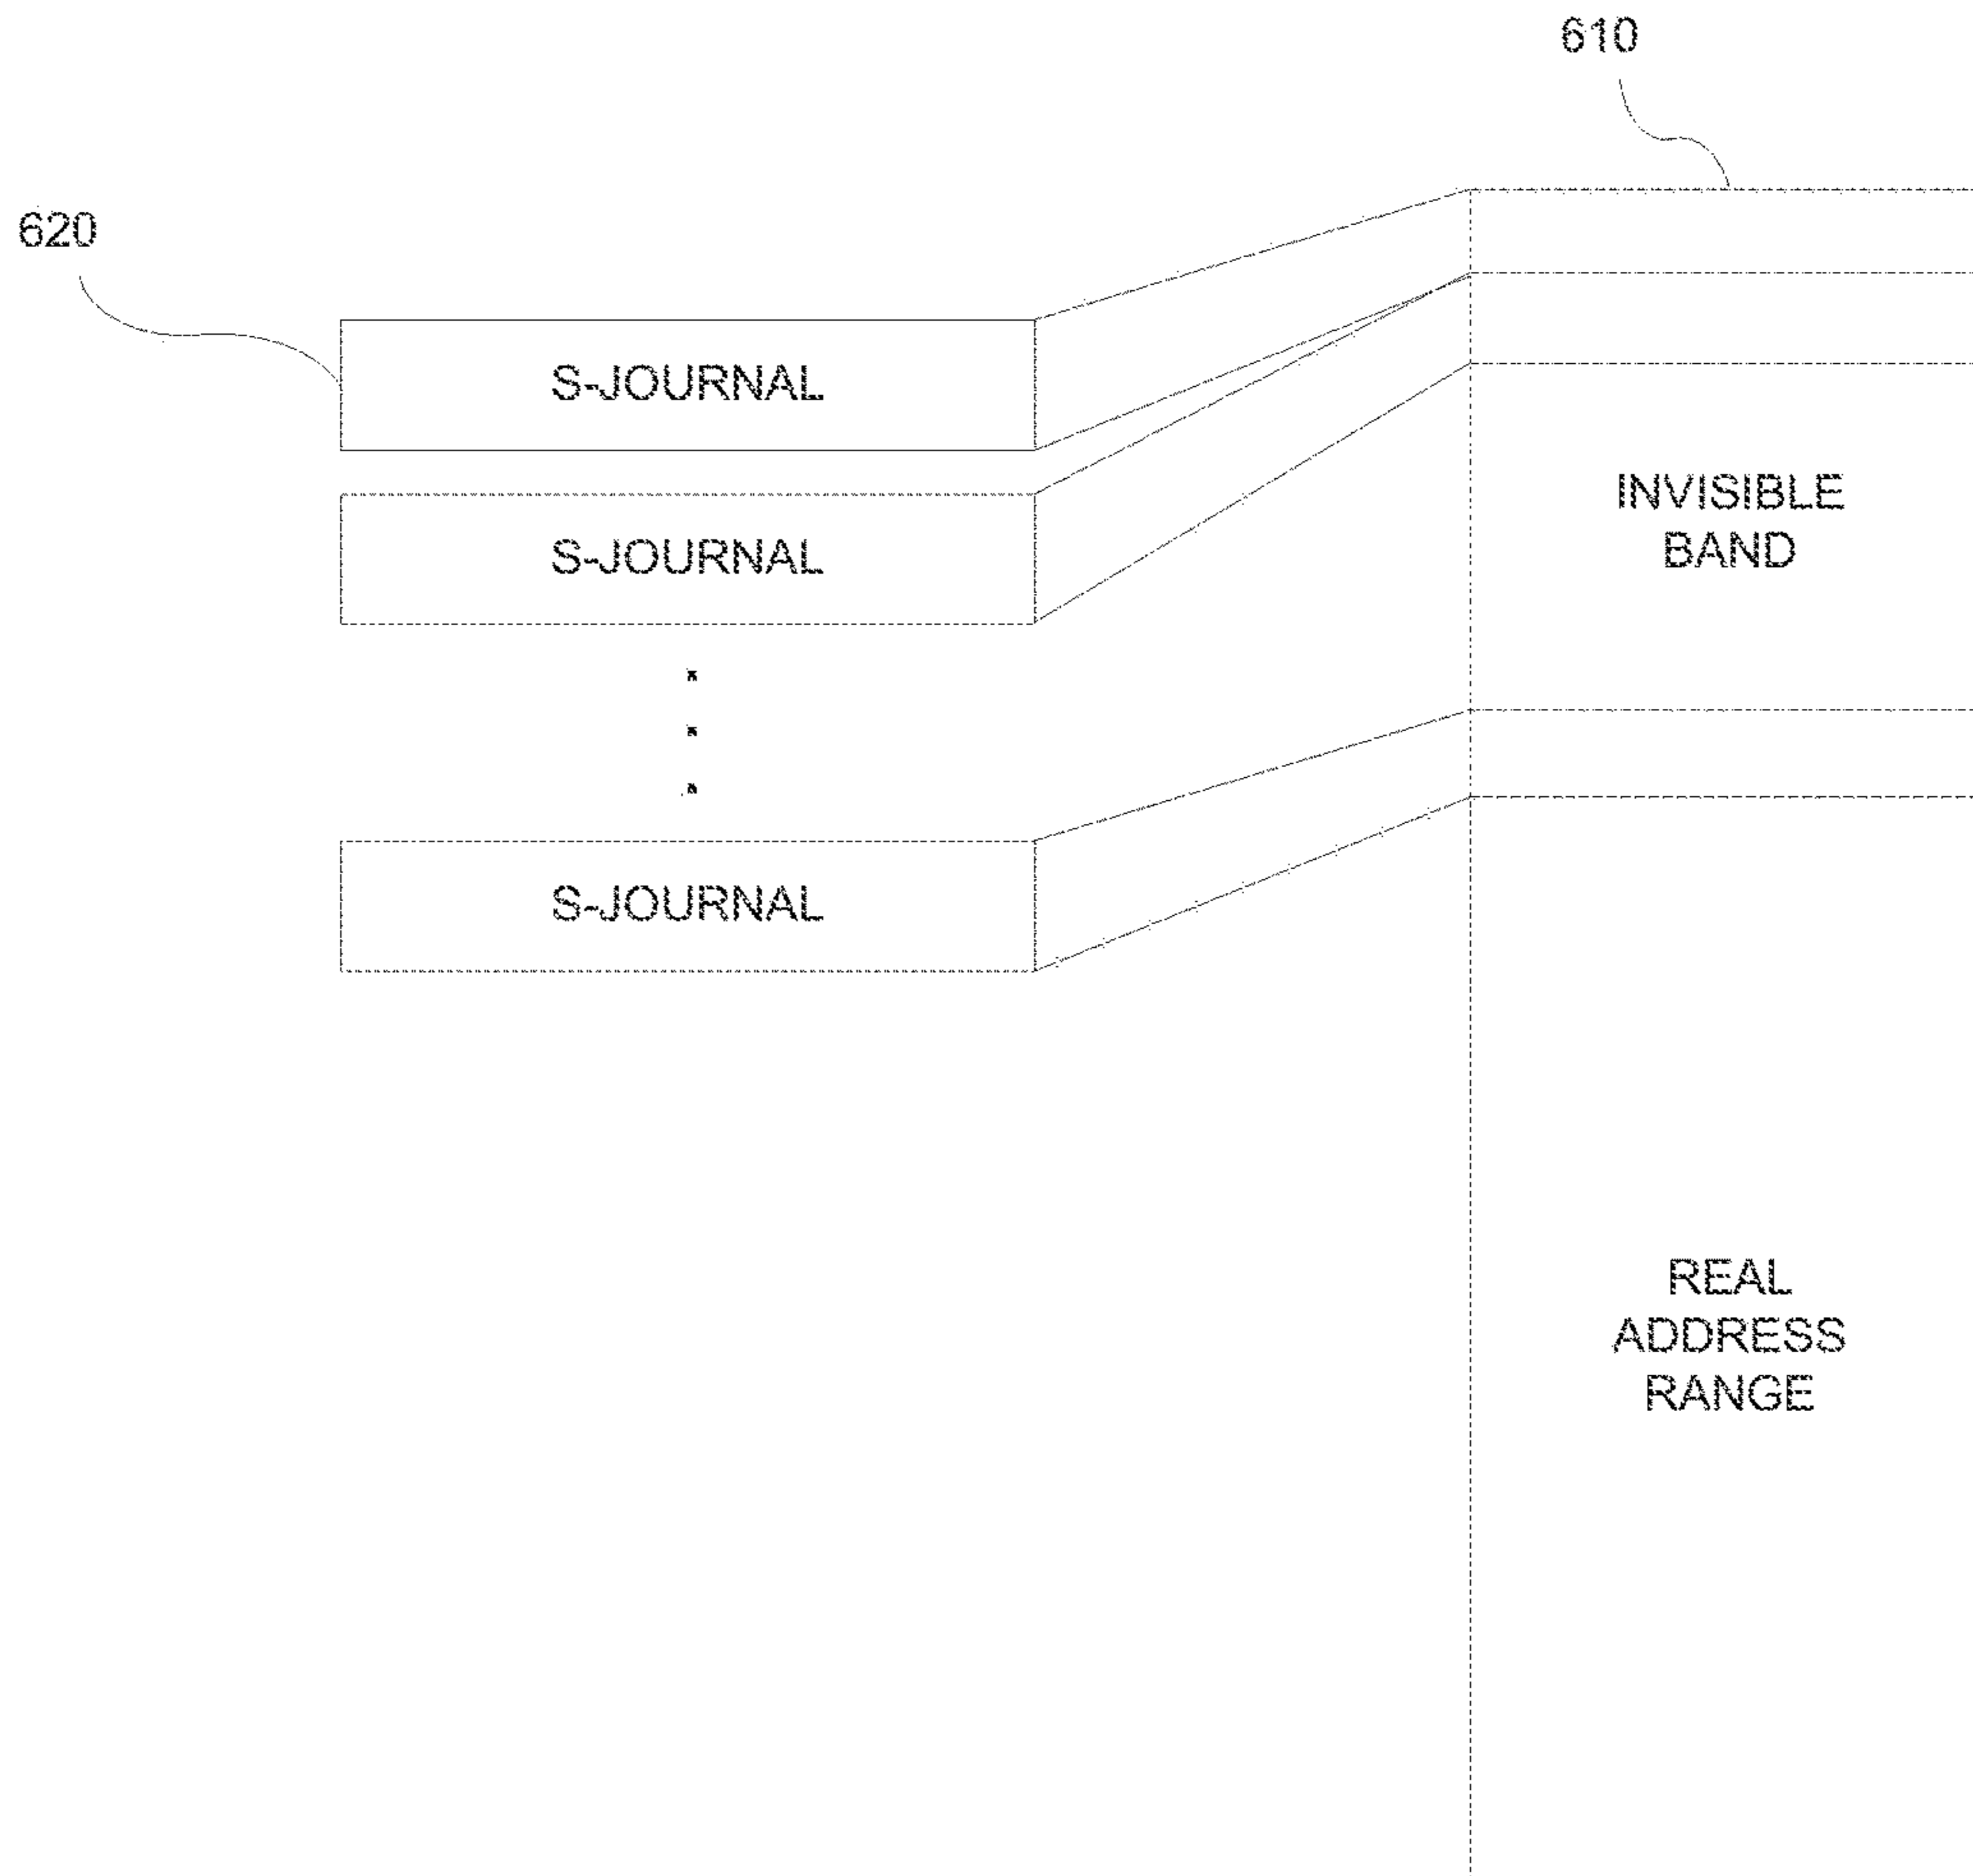 610
620
S-JOURNAL
S-JOURNAL
INVISIBLE
BAND
S-JOURNAL
REAL
ADDRESS
RANGE